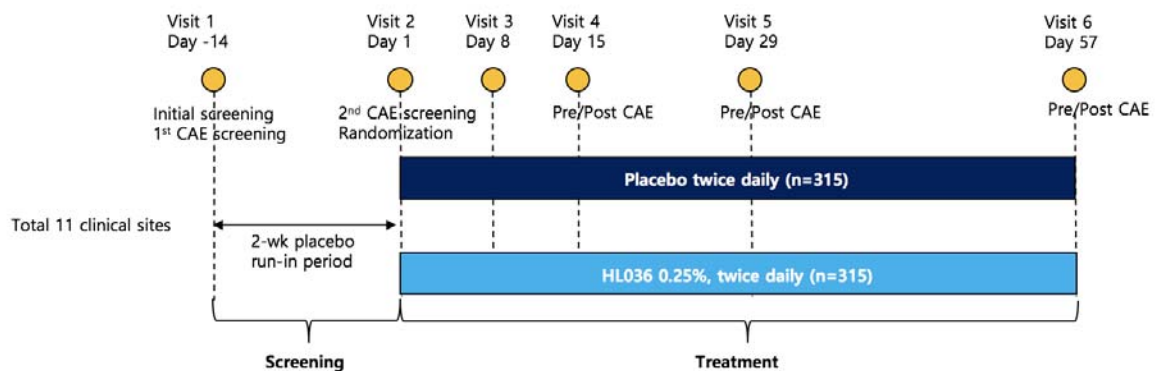 Visit 1
Day -14
Visit 2
Day 1
Visit 3
Day 8
Visit 4
Day 15
Visit 5
Day 29
Visit 6
Day 57
Initial screening
1st CAE screening
2nd CAE screening
Randomization
Pre/Post CAE
Pre/Post CAE
Pre/Post CAE
Placebo twice daily (n=315)
Total 11 clinical sites
2-wk placebo
run-in period
HL036 0.25%, twice daily (n=315)
Screening
Treatment